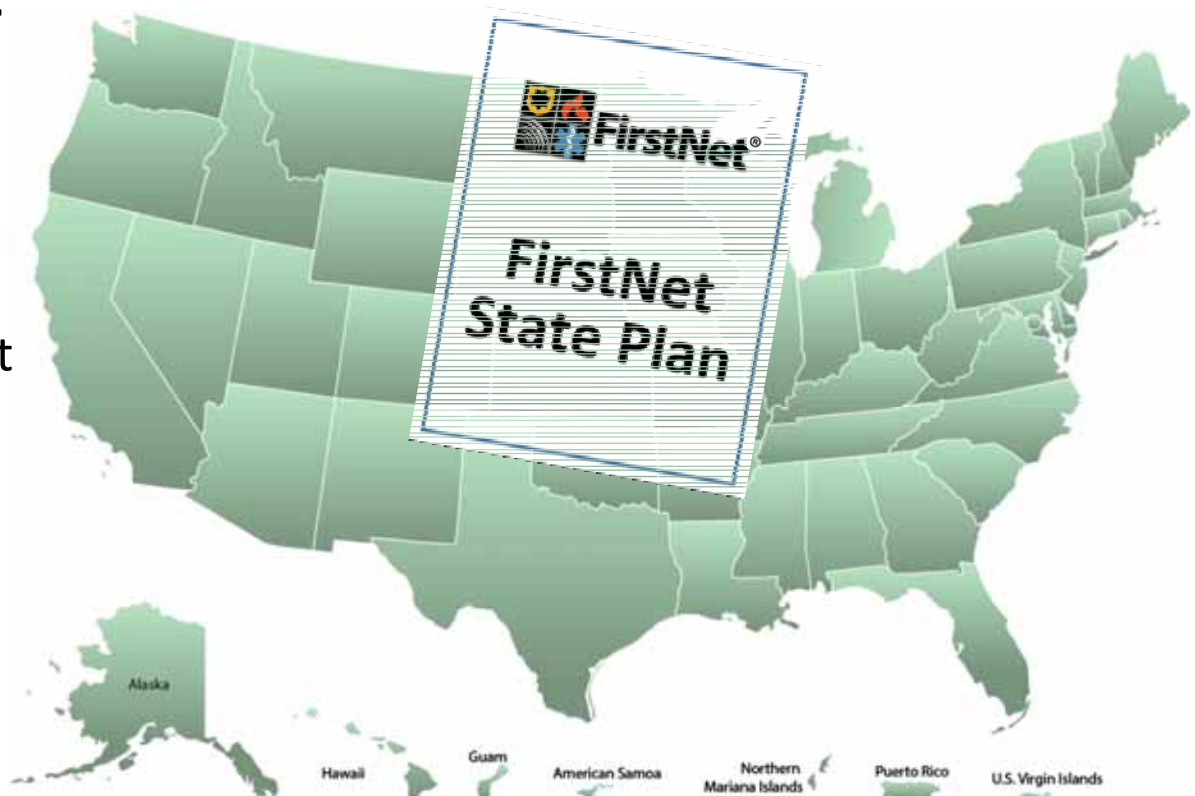 FirstNet®
FirstNet
State Plan
t
Alaska
Hawaii
Guam
American Samoa
Northern
Mariana Islands
Puerto Rico
U.S. Virgin Islands